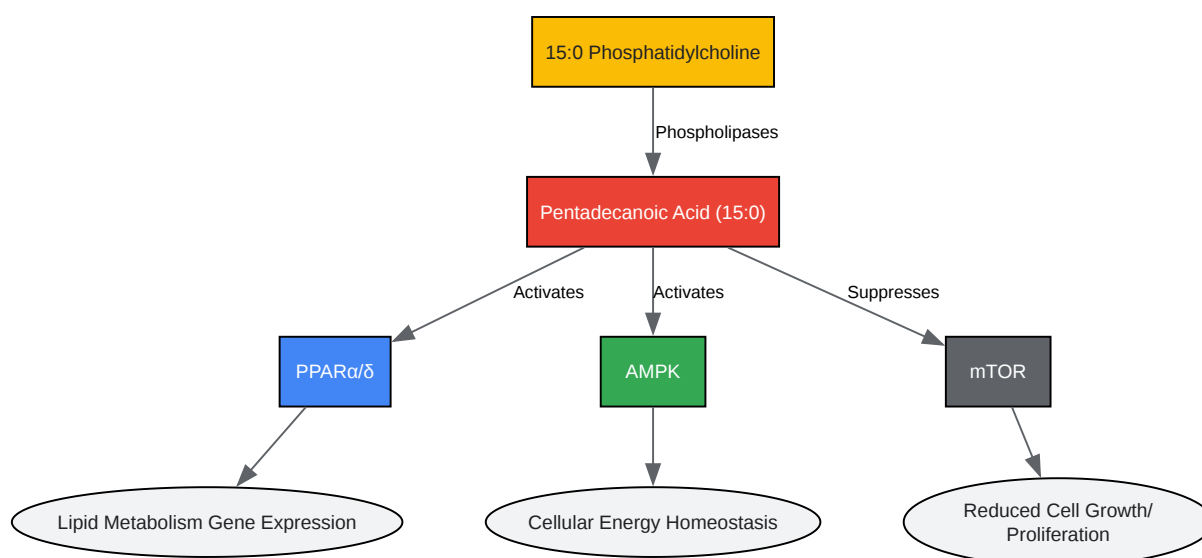 15:0 Phosphatidylcholine
Phospholipases
Pentadecanoic Acid (15:0)
Activates
Activates
Suppresses
PPARα/δ
AMPK
mTOR
Lipid Metabolism Gene Expression
Cellular Energy Homeostasis
Reduced Cell Growth/
Proliferation